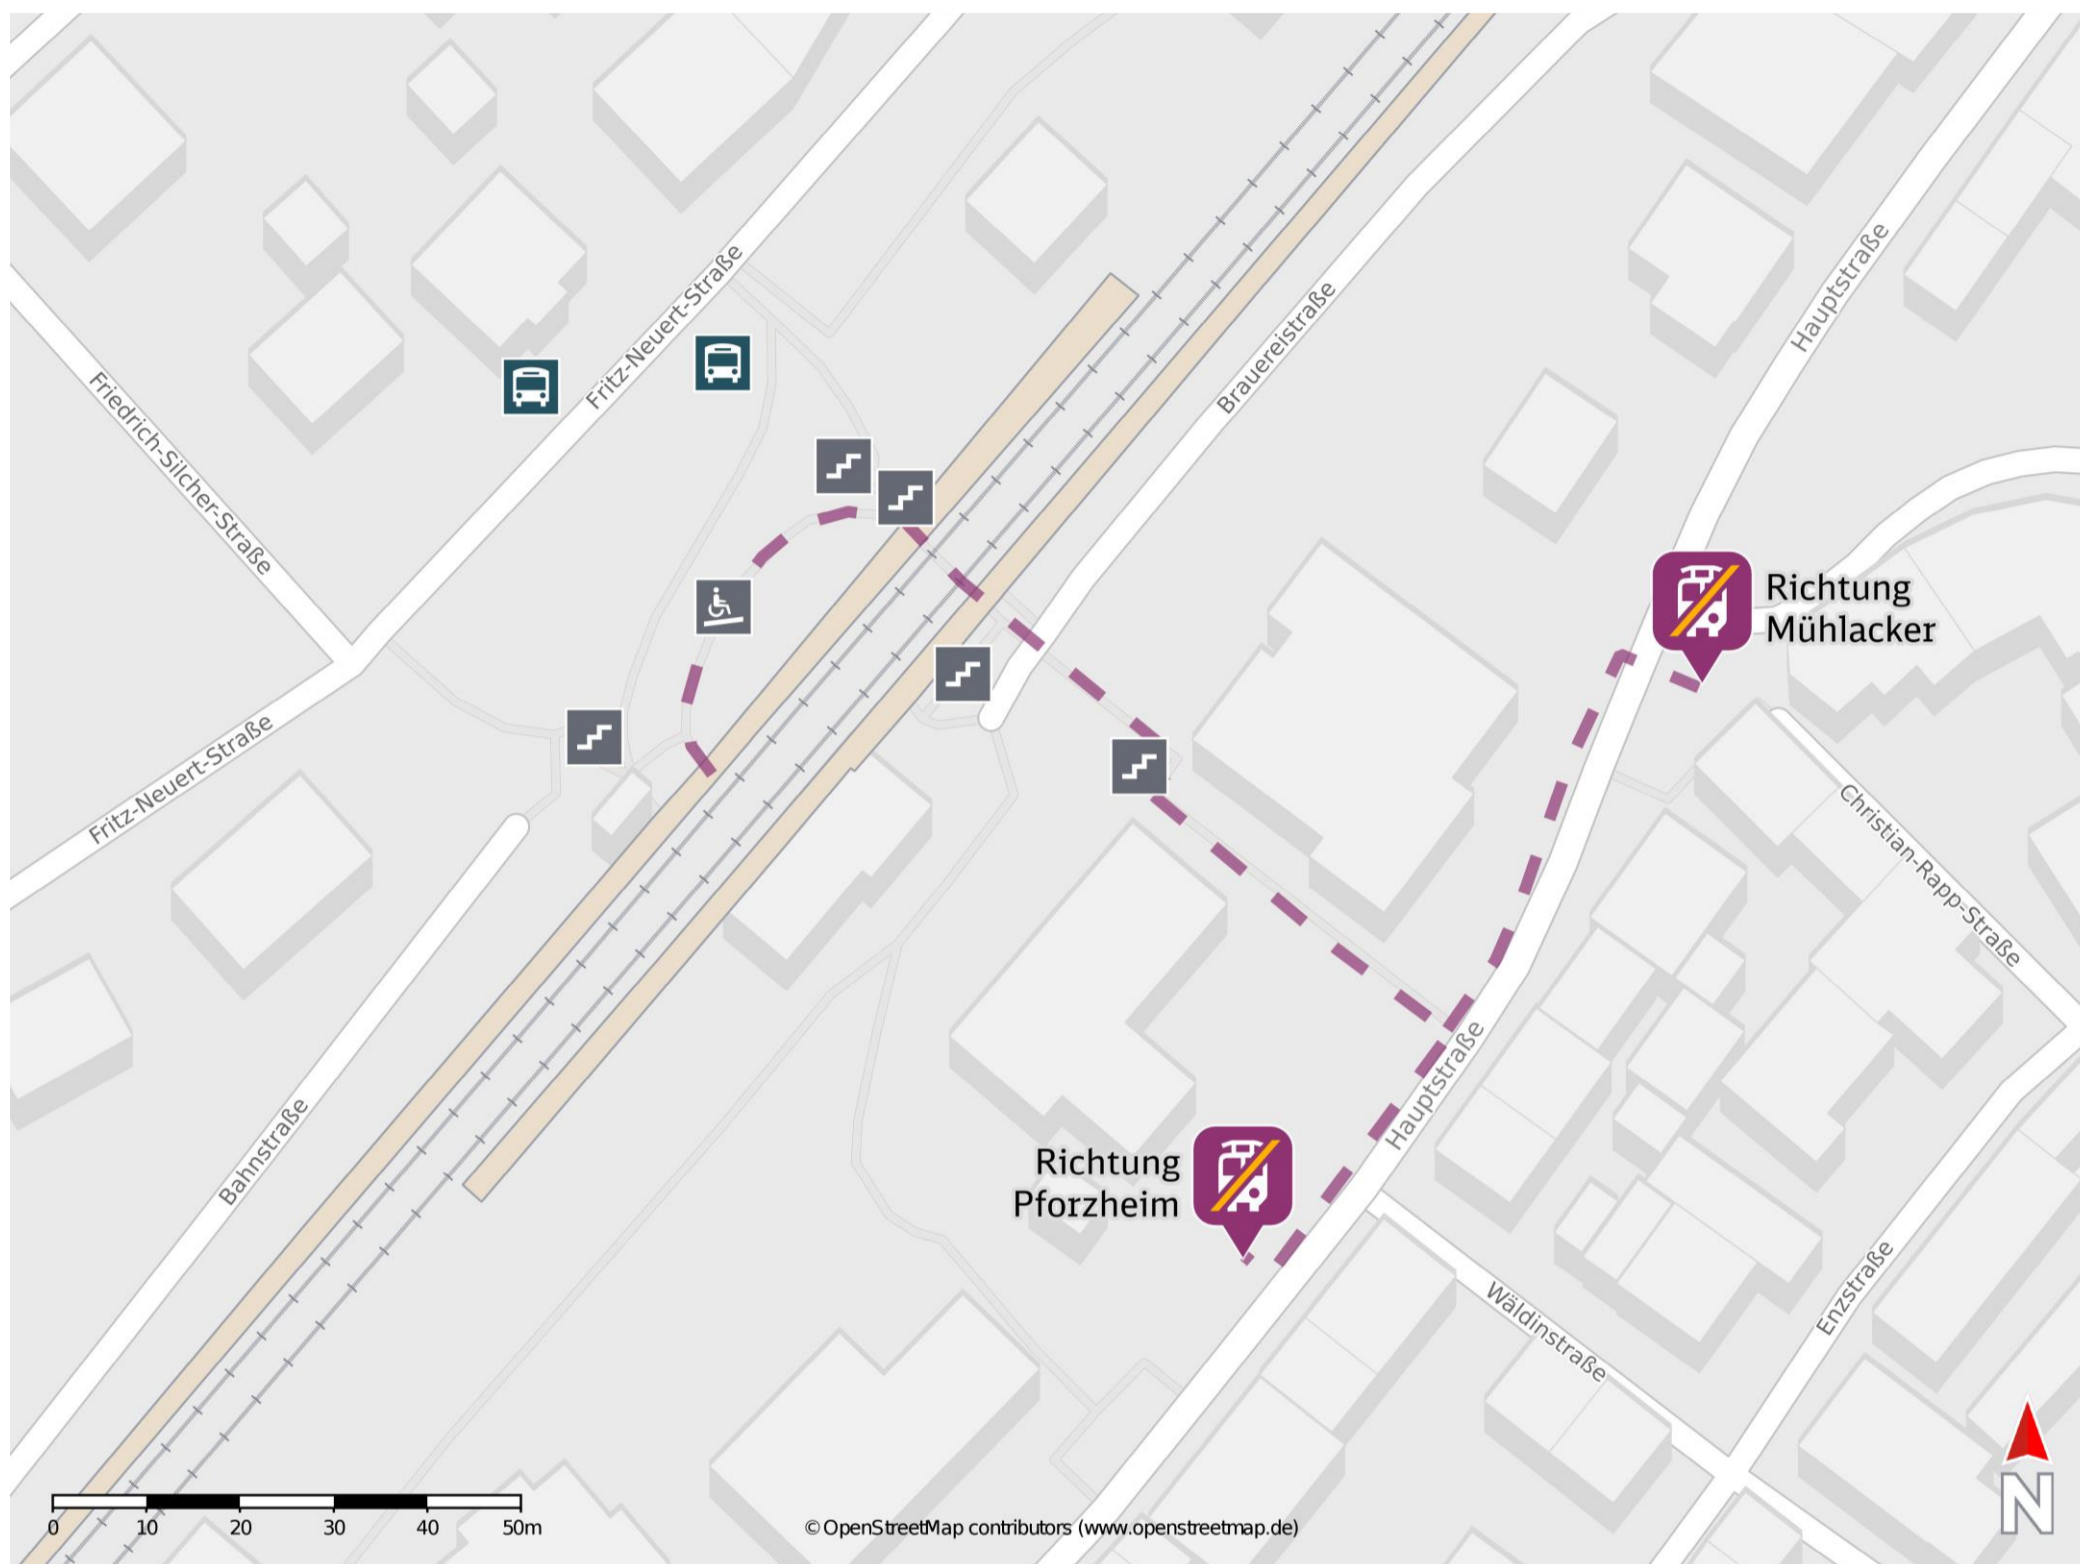 Fritz-Neuert-Straße
Hauptstraße
Brauereistraße
Friedrich-Silcher-Straße
Richtung
Mühlacker
Fritz-Neuert-Straße
Christian-Rapp-Straße
Hauptstraße
Bahnstraße
Richtung
Pforzheim
Wäldinstraße
Enzstraße
N
0 10 20 30 40 50m
© OpenStreetMap contributors (www.openstreetmap.de)